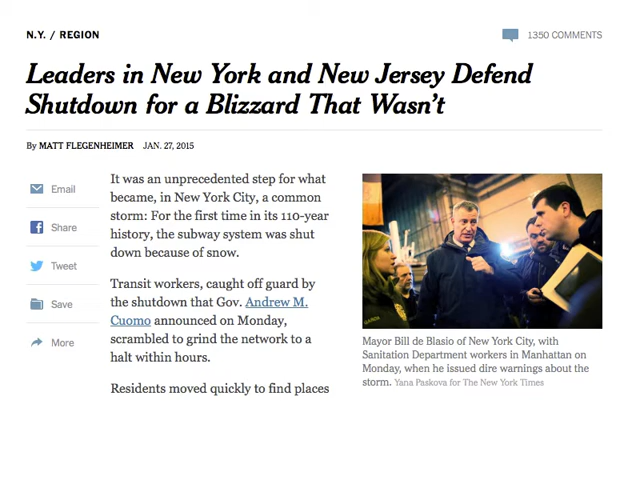 N.Y. / REGION
1350 COMMENTS
Leaders in New York and New Jersey Defend
Shutdown for a Blizzard That Wasn't
By MATT FLEGENHEIMER JAN. 27, 2015
Email
Share
Tweet
Save
More
It was an unprecedented step for what
became, in New York City, a common
storm: For the first time in its 110-year
history, the subway system was shut
down because of snow.
Transit workers, caught off guard by
the shutdown that Gov. Andrew M.
Cuomo announced on Monday,
scrambled to grind the network to a
halt within hours.
Residents moved quickly to find places
Mayor Bill de Blasio of New York City, with
Sanitation Department workers in Manhattan on
Monday, when he issued dire warnings about the
storm. Yana Paskova for The New York Times